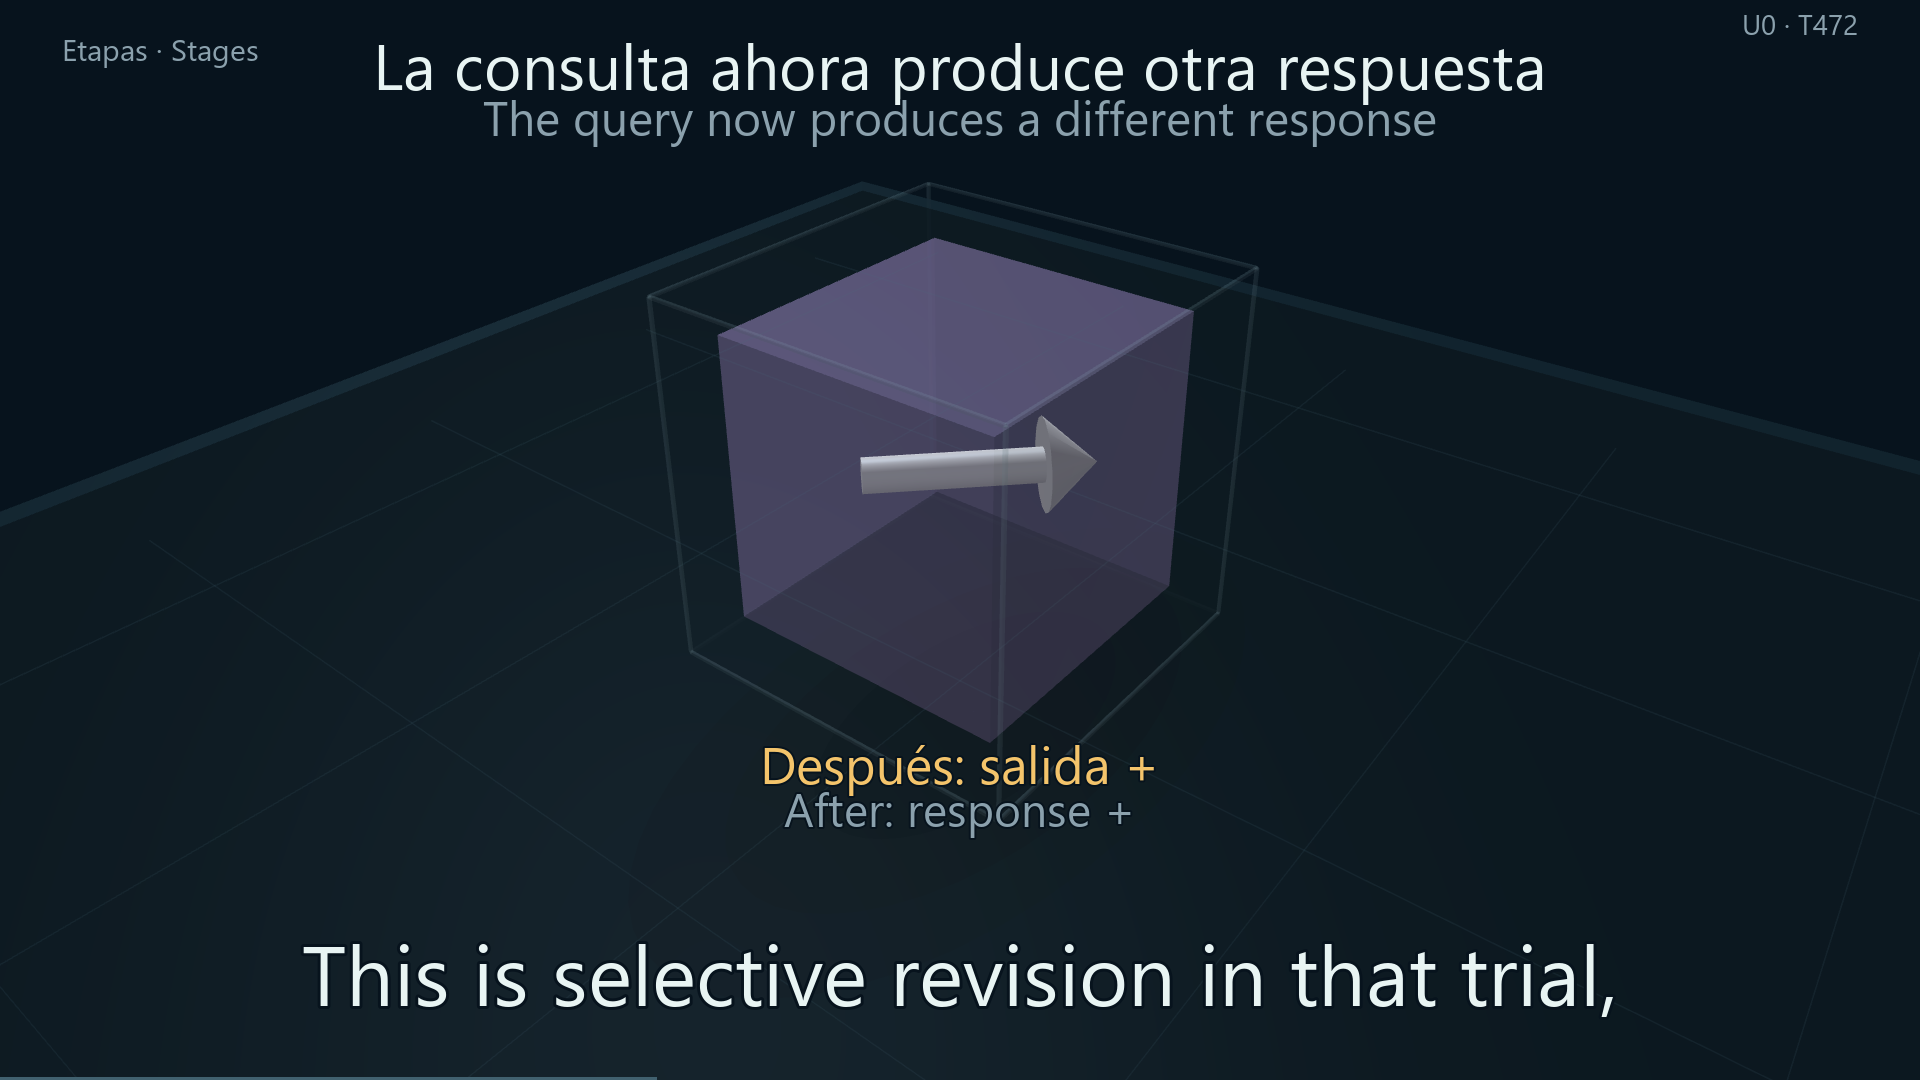 Etapas · Stages
U0 · T472
La consulta ahora produce otra respuesta
The query now produces a different response
Después: salida +
After: response +
This is selective revision in that trial,